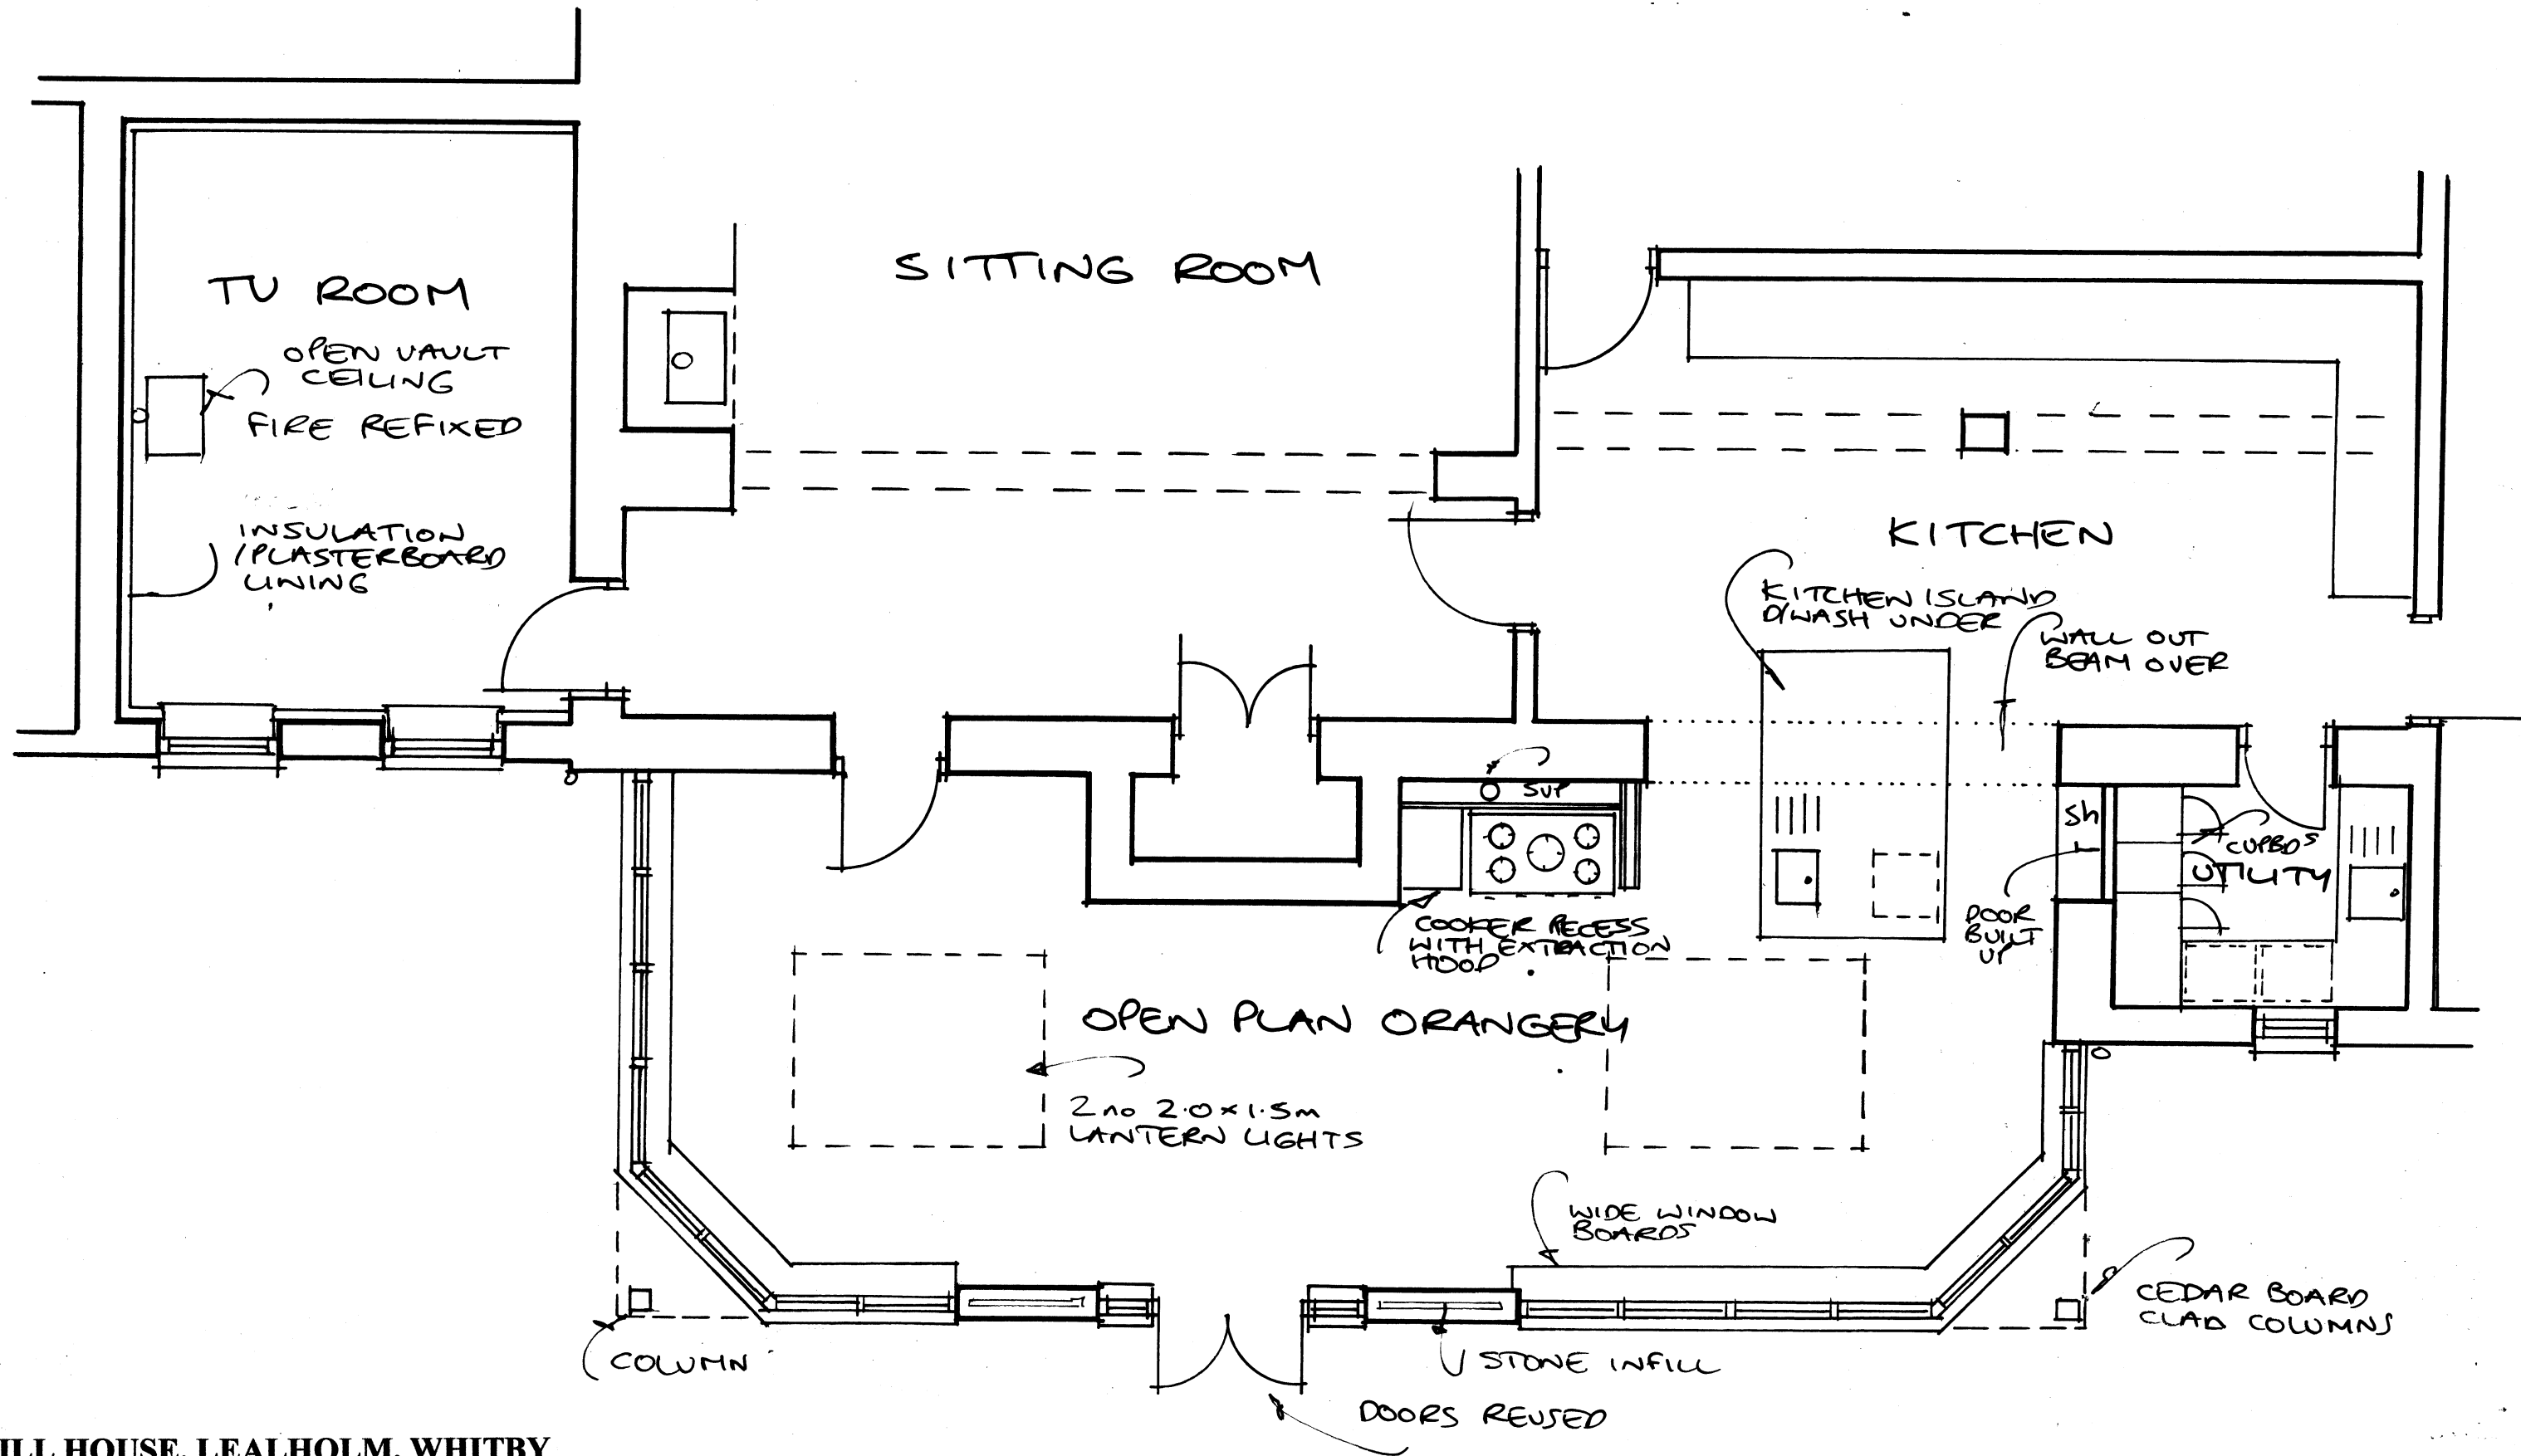 SITTING ROOM
TV ROOM
OPEN VAULT
CEILING
FIRE REFIXED
INSULATION
/PLASTERBOARD
LINING
KITCHEN
KITCHEN ISLAND
D/WASH UNDER
WALL OUT
BEAM OVER
SVP
Sh
CUPBDS
UTILITY
DOOR
BUILT
UP
COOKER RECESS
WITH EXTRACTION
HOOD
OPEN PLAN ORANGERY
2 no 2.0 x 1.5m
LANTERN LIGHTS
WIDE WINDOW
BOARDS
CEDAR BOARD
CLAD COLUMNS
COLUMN
STONE INFILL
DOORS REUSED
ILL HOUSE, LEALHOLM, WHITBY